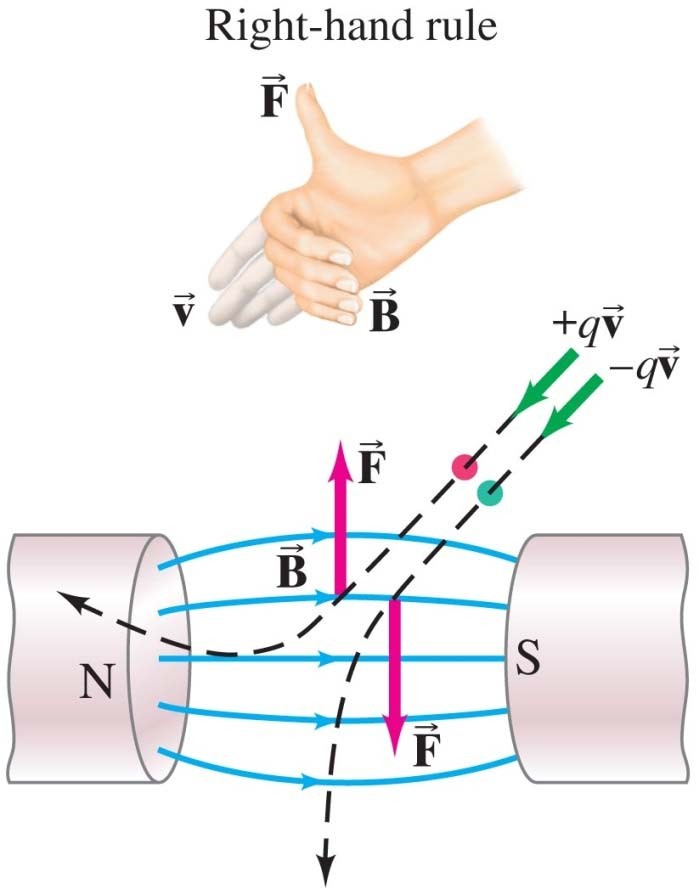 Right-hand rule
F⃗
v⃗
B⃗
+qv⃗
−qv⃗
F⃗
B⃗
N
S
F⃗